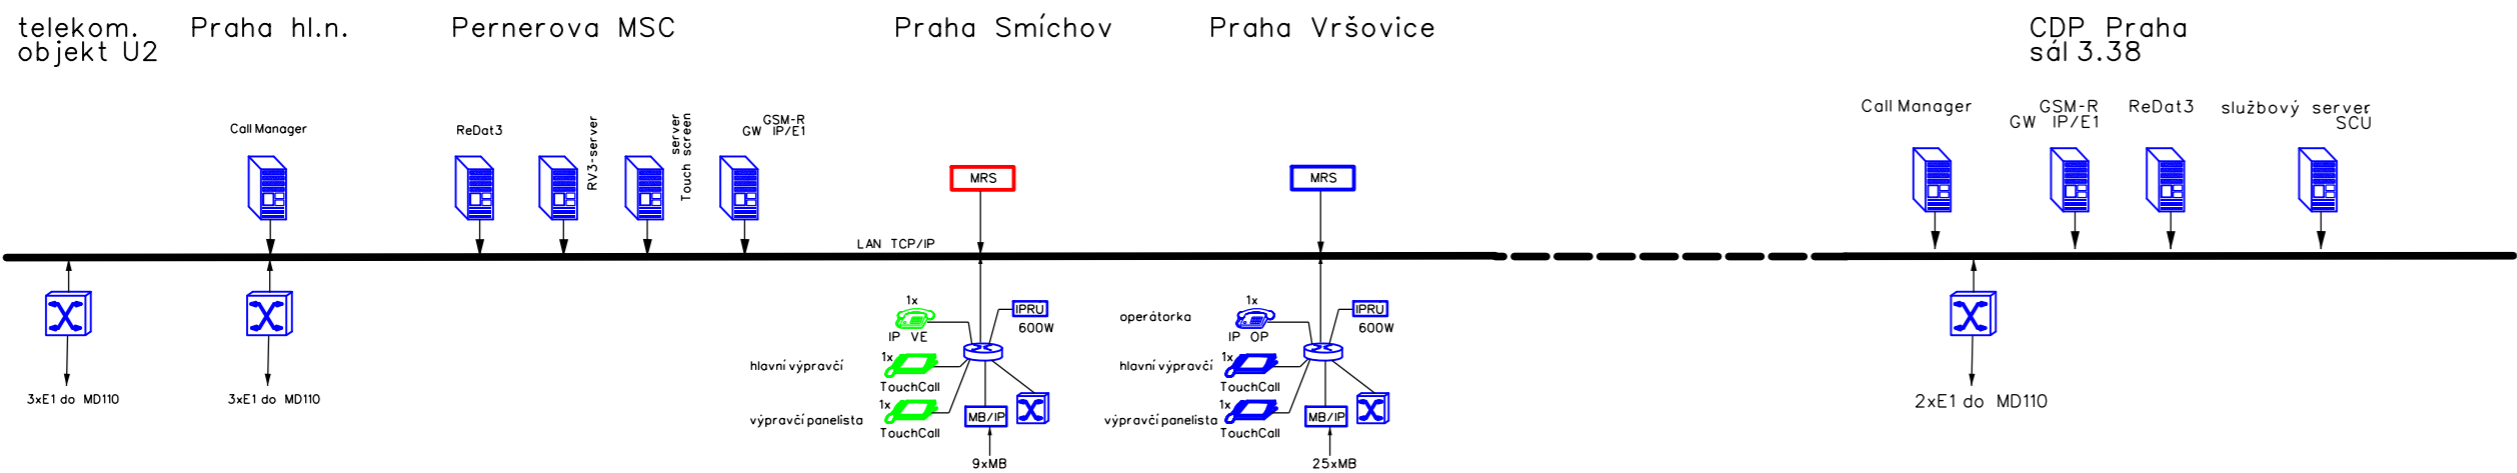 telekom.
objekt U2
Praha hl.n.
Pernerova MSC
Praha Smíchov
Praha Vršovice
CDP Praha
sál 3.38
Call Manager
ReDat3
RV3-server
server
Touch screen
GSM-R
GW IP/E1
MRS
MRS
Call Manager
GSM-R
GW IP/E1
ReDat3
službový server
SCU
LAN TCP/IP
3xE1 do MD110
3xE1 do MD110
1x
IP VE
IPRU
600W
hlavní výpravčí
1x
TouchCall
výpravčí panelista
1x
TouchCall
MB/IP
9xMB
operátorka
1x
IP OP
IPRU
600W
hlavní výpravčí
1x
TouchCall
výpravčí panelista
1x
TouchCall
MB/IP
25xMB
2xE1 do MD110